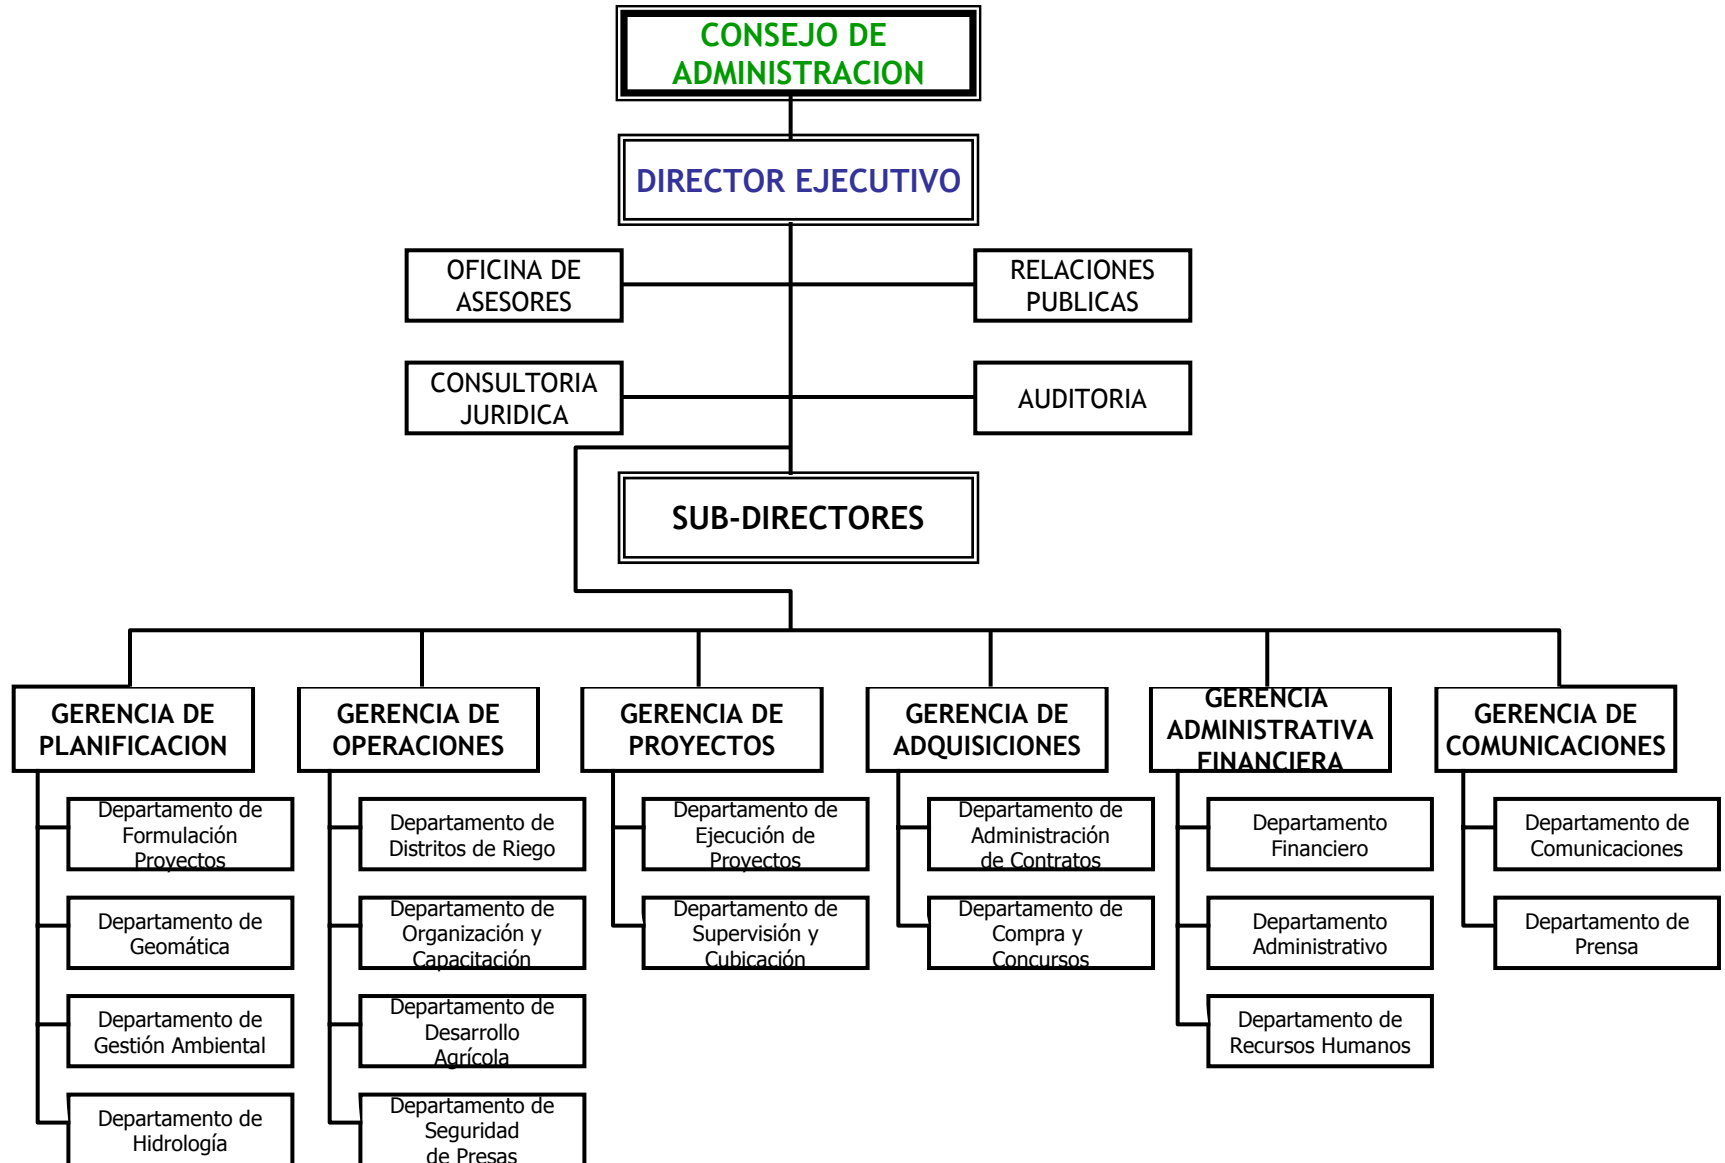 CONSEJO DE
ADMINISTRACION
DIRECTOR EJECUTIVO
OFICINA DE
ASESORES
RELACIONES
PUBLICAS
CONSULTORIA
JURIDICA
AUDITORIA
SUB-DIRECTORES
GERENCIA DE
PLANIFICACION
GERENCIA DE
OPERACIONES
GERENCIA DE
PROYECTOS
GERENCIA DE
ADQUISICIONES
GERENCIA
ADMINISTRATIVA
FINANCIERA
GERENCIA DE
COMUNICACIONES
Departamento de
Formulación
Proyectos
Departamento de
Geomática
Departamento de
Gestión Ambiental
Departamento de
Hidrología
Departamento de
Distritos de Riego
Departamento de
Organización y
Capacitación
Departamento de
Desarrollo
Agrícola
Departamento de
Seguridad
de Presas
Departamento de
Ejecución de
Proyectos
Departamento de
Supervisión y
Cubicación
Departamento de
Administración
de Contratos
Departamento de
Compra y
Concursos
Departamento
Financiero
Departamento
Administrativo
Departamento de
Recursos Humanos
Departamento de
Comunicaciones
Departamento de
Prensa